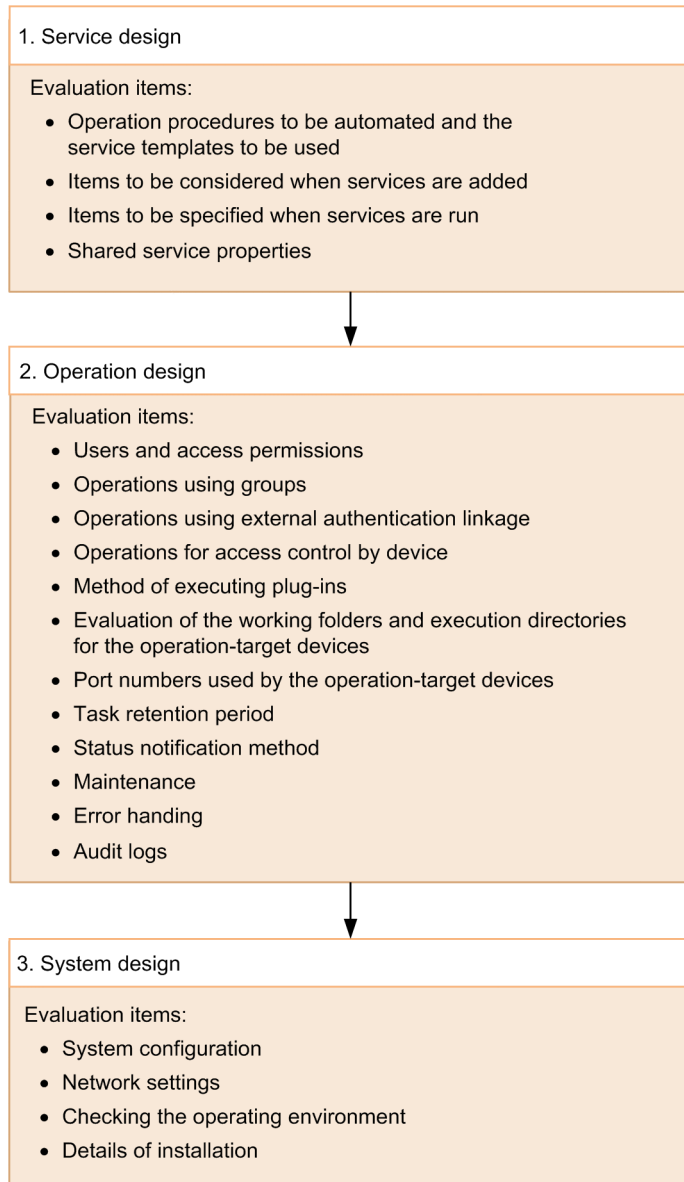 1. Service design
Evaluation items:
• Operation procedures to be automated and the
service templates to be used
• Items to be considered when services are added
• Items to be specified when services are run
• Shared service properties
2. Operation design
Evaluation items:
• Users and access permissions
• Operations using groups
• Operations using external authentication linkage
• Operations for access control by device
• Method of executing plug-ins
• Evaluation of the working folders and execution directories
for the operation-target devices
• Port numbers used by the operation-target devices
• Task retention period
• Status notification method
• Maintenance
• Error handing
• Audit logs
3. System design
Evaluation items:
• System configuration
• Network settings
• Checking the operating environment
• Details of installation